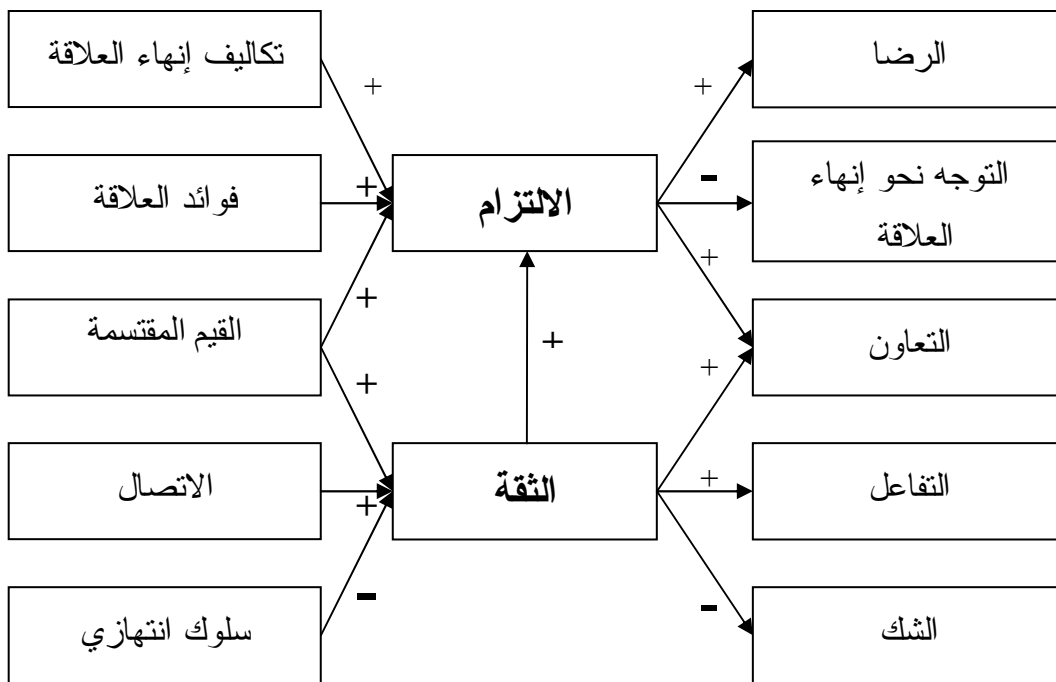 تكاليف إنهاء العلاقة
الرضا
+
+
فوائد العلاقة
+
الالتزام
-
التوجه نحو إنهاء
العلاقة
+
+
القيم المقتسمة
+
التعاون
+
+
الاتصال
+
الثقة
+
التفاعل
سلوك انتهازي
-
-
الشك